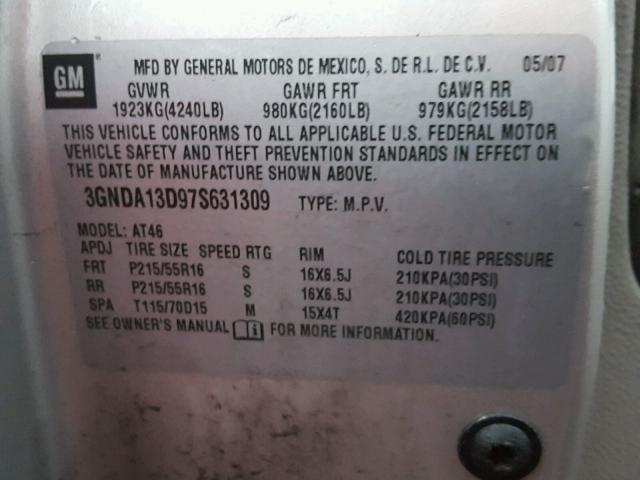 GM ® MFD BY GENERAL MOTORS DE MEXICO, S. DE R.L. DE C.V. 05/07
GVWR GAWR FRT GAWR RR
1923KG(4240LB) 980KG(2160LB) 979KG(2158LB)
THIS VEHICLE CONFORMS TO ALL APPLICABLE U.S. FEDERAL MOTOR
VEHICLE SAFETY AND THEFT PREVENTION STANDARDS IN EFFECT ON
THE DATE OF MANUFACTURE SHOWN ABOVE.
3GNDA13D97S631309 TYPE: M.P.V.
MODEL: AT46
APDJ TIRE SIZE SPEED RTG RIM COLD TIRE PRESSURE
FRT P215/55R16 S 16X6.5J 210KPA(30PSI)
RR P215/55R16 S 16X6.5J 210KPA(30PSI)
SPA T115/70D15 M 15X4T 420KPA(60PSI)
SEE OWNER'S MANUAL FOR MORE INFORMATION.